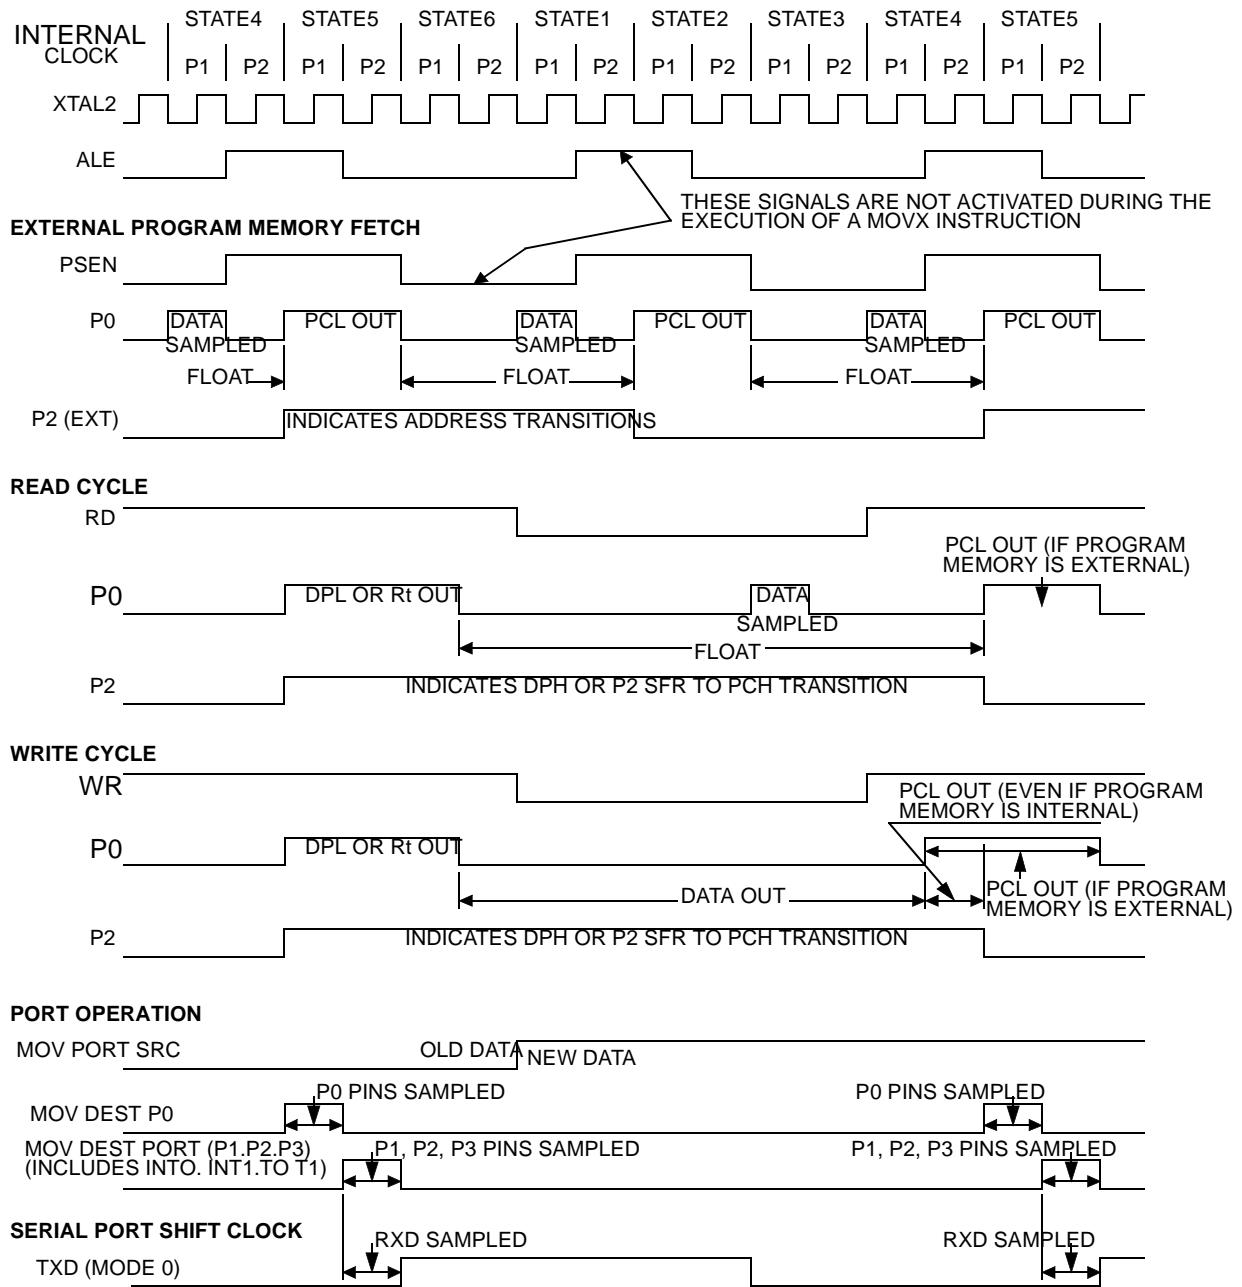 STATE4 STATE5 STATE6 STATE1 STATE2 STATE3 STATE4 STATE5
INTERNAL
CLOCK
P1 P2 P1 P2 P1 P2 P1 P2 P1 P2 P1 P2 P1 P2 P1 P2
XTAL2
ALE
THESE SIGNALS ARE NOT ACTIVATED DURING THE
EXECUTION OF A MOVX INSTRUCTION
EXTERNAL PROGRAM MEMORY FETCH
PSEN
P0 DATA PCL OUT DATA PCL OUT DATA PCL OUT
SAMPLED SAMPLED SAMPLED
FLOAT FLOAT FLOAT
P2 (EXT) INDICATES ADDRESS TRANSITIONS
READ CYCLE
RD
PCL OUT (IF PROGRAM
MEMORY IS EXTERNAL)
P0 DPL OR Rt OUT DATA
SAMPLED
FLOAT
P2 INDICATES DPH OR P2 SFR TO PCH TRANSITION
WRITE CYCLE
WR
PCL OUT (EVEN IF PROGRAM
MEMORY IS INTERNAL)
P0 DPL OR Rt OUT
DATA OUT
PCL OUT (IF PROGRAM
MEMORY IS EXTERNAL)
P2 INDICATES DPH OR P2 SFR TO PCH TRANSITION
PORT OPERATION
MOV PORT SRC OLD DATA NEW DATA
P0 PINS SAMPLED P0 PINS SAMPLED
MOV DEST P0
MOV DEST PORT (P1.P2.P3) P1, P2, P3 PINS SAMPLED P1, P2, P3 PINS SAMPLED
(INCLUDES INTO. INT1.TO T1)
SERIAL PORT SHIFT CLOCK
RXD SAMPLED RXD SAMPLED
TXD (MODE 0)